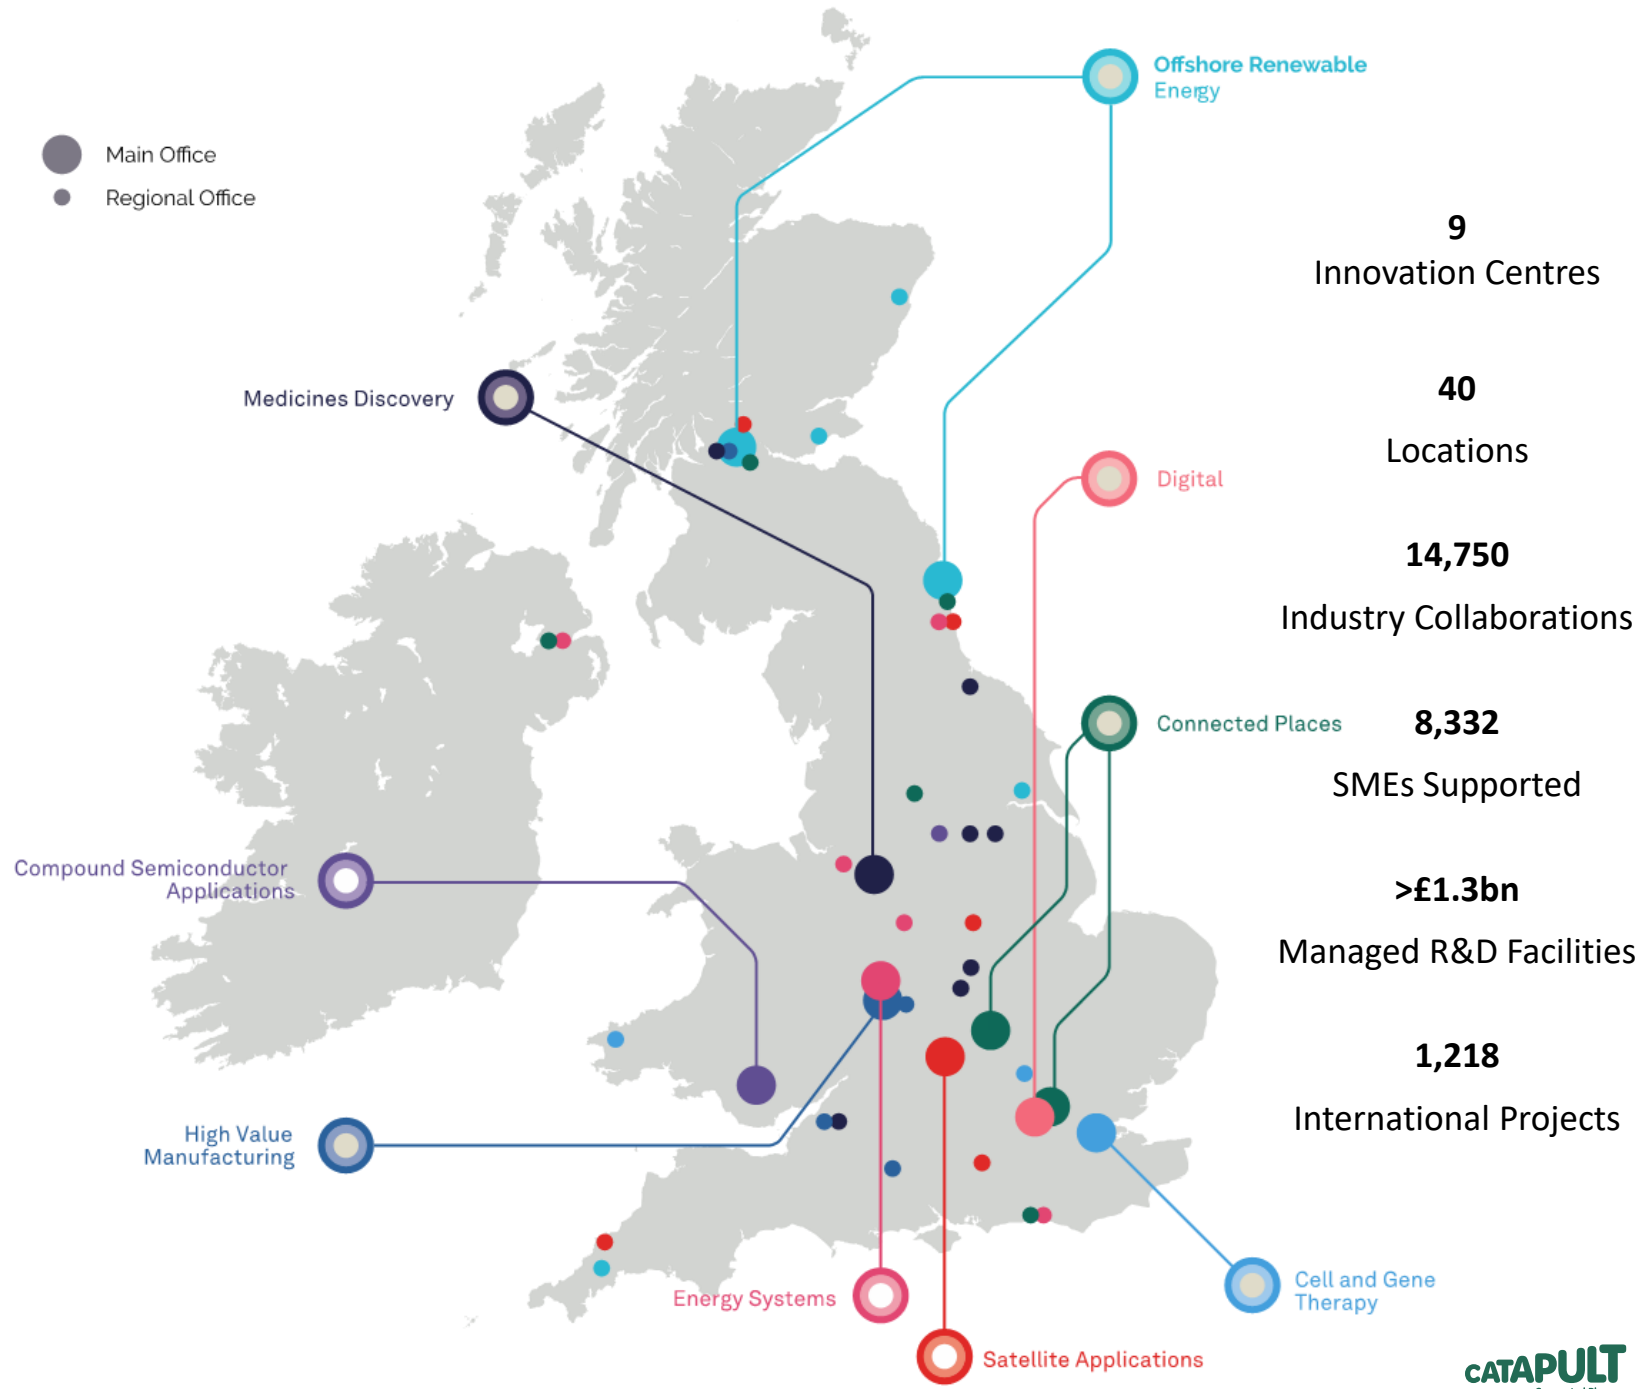 Offshore Renewable
Energy
Main Office
Regional Office
9
Innovation Centres
40
Locations
Medicines Discovery
Digital
14,750
Industry Collaborations
Connected Places
8,332
SMEs Supported
Compound Semiconductor
Applications
>£1.3bn
Managed R&D Facilities
1,218
International Projects
High Value
Manufacturing
Energy Systems
Cell and Gene
Therapy
Satellite Applications
CATAPULT